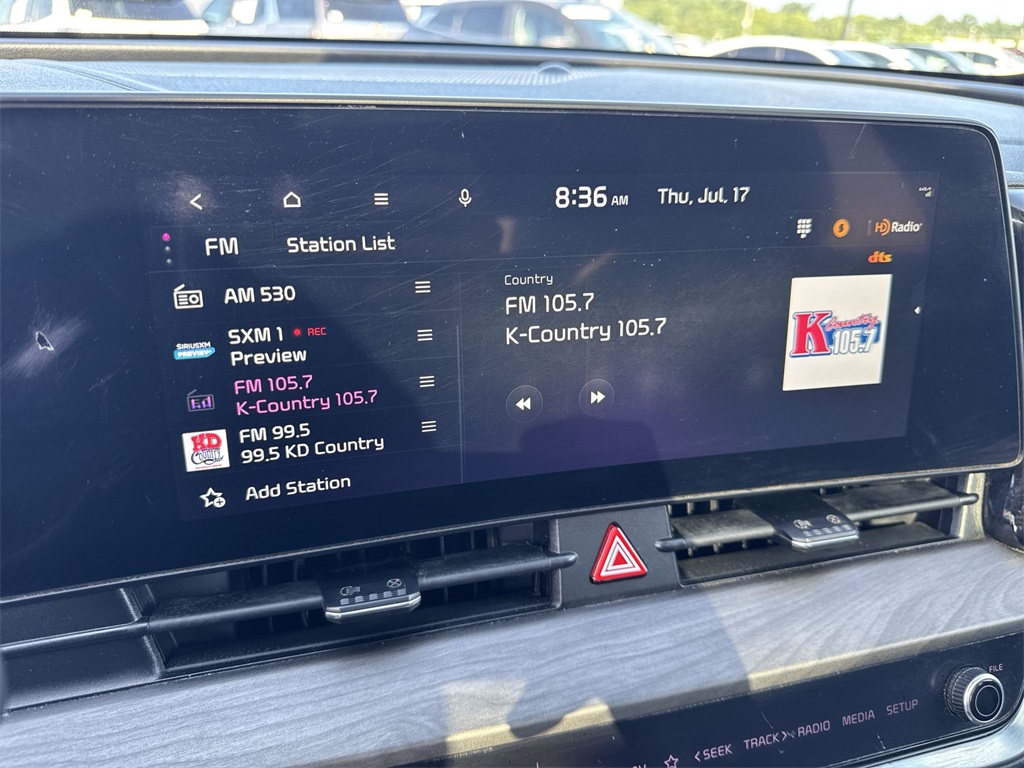 8:36 AM Thu, Jul, 17
FM Station List
HD Radio
dts
AM 530
SXM 1 REC
SIRIUSXM
PREVIEW
Preview
FM 105.7
K-Country 105.7
KD
Country
FM 99.5
99.5 KD Country
Add Station
Country
FM 105.7
K-Country 105.7
K Country
105.7
FILE
< SEEK TRACK > RADIO MEDIA SETUP